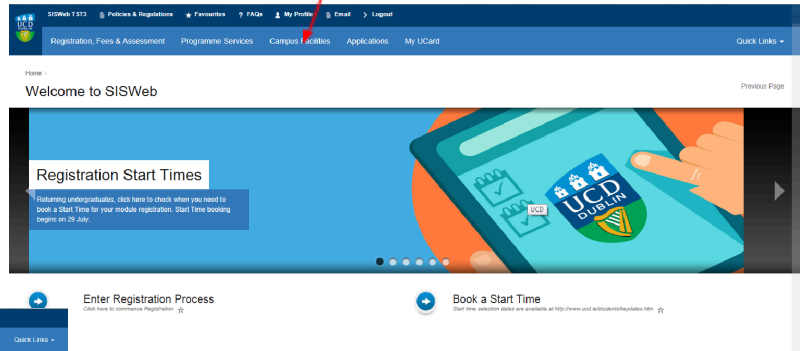 SISWeb TST3 Policies & Regulations Favourites ? FAQs My Profile Email Logout
UCD
DUBLIN
Registration, Fees & Assessment Programme Services Campus Facilities Applications My UCard Quick Links
Home
Welcome to SISWeb
Previous Page
Registration Start Times
Returning undergraduates, click here to check when you need to
book a Start Time for your module registration. Start Time booking
begins on 29 July.
UCD
DUBLIN
UCD
Enter Registration Process
Click here to commence Registration
Book a Start Time
Start time selection dates are available at http://www.ucd.ie/students/keydates.htm
Quick Links